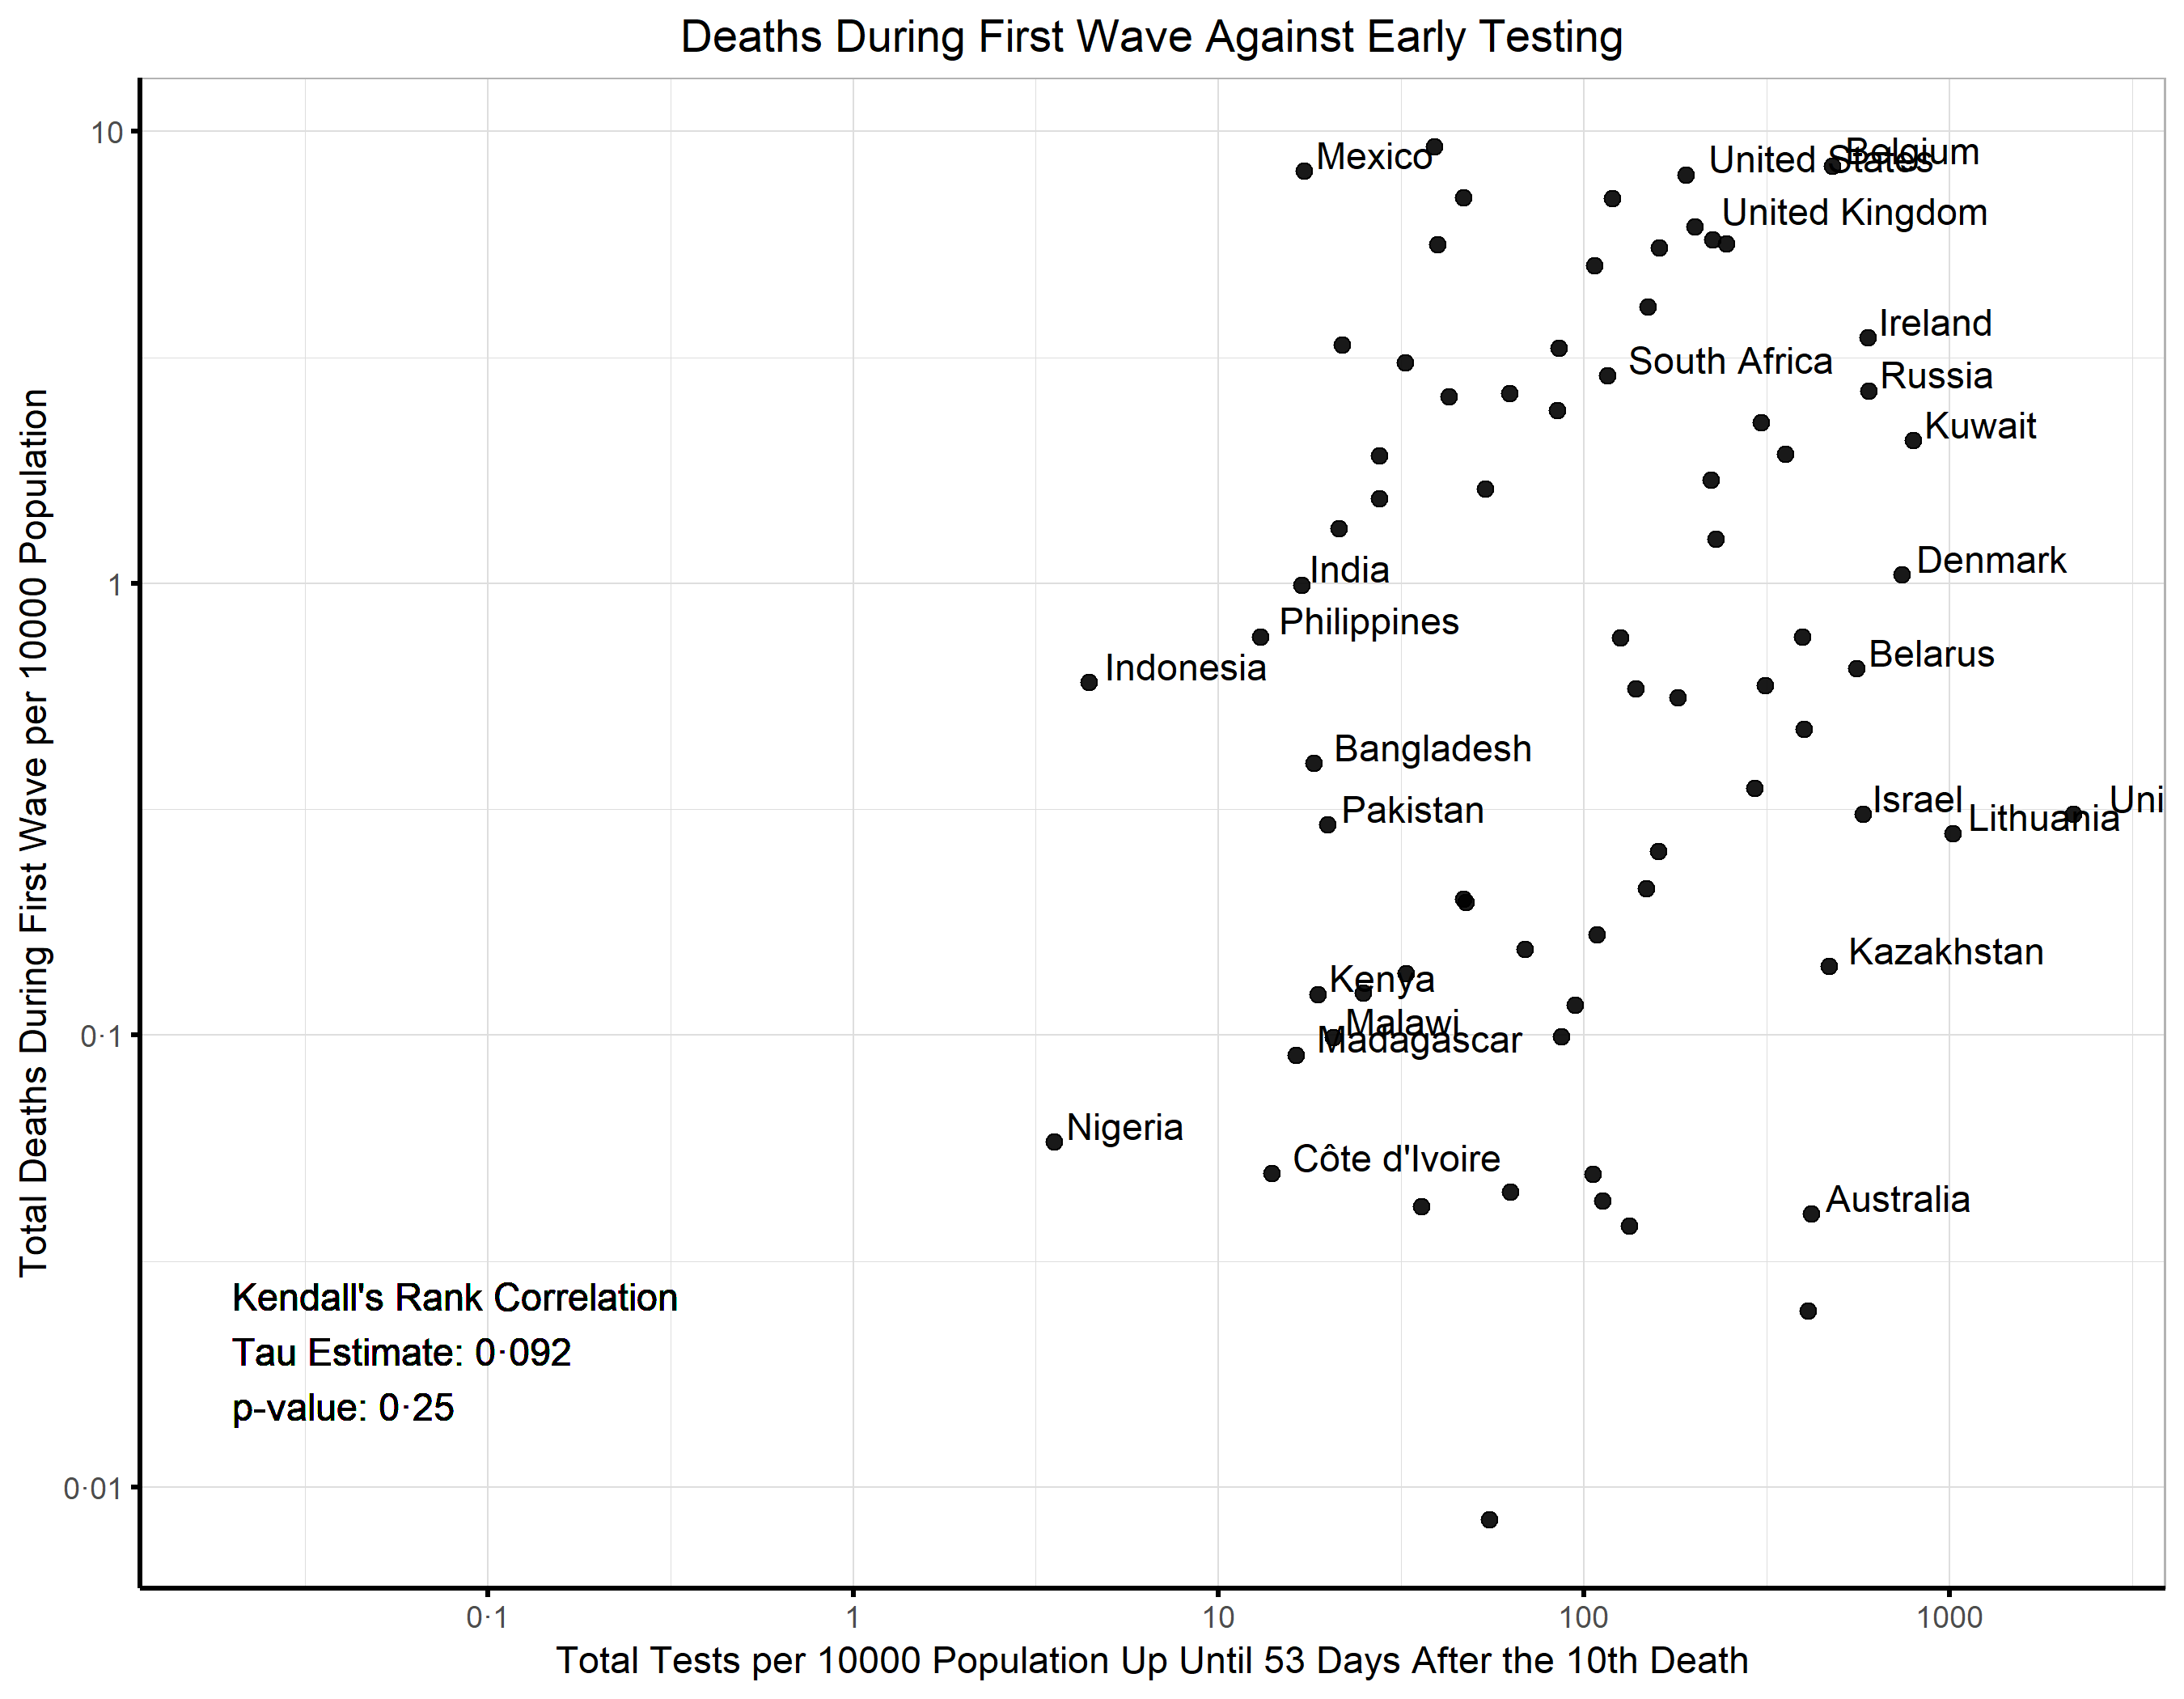 Deaths During First Wave Against Early Testing
10
Mexico
United States
Belgium
United Kingdom
Ireland
South Africa
Russia
Kuwait
1
India
Denmark
Philippines
Indonesia
Belarus
Bangladesh
Pakistan
Israel
Uni
Lithuania
Kazakhstan
Kenya
0·1
Malawi
Madagascar
Nigeria
Côte d'Ivoire
Australia
Kendall's Rank Correlation
Tau Estimate: 0·092
p-value: 0·25
0·01
0·1 1 10 100 1000
Total Tests per 10000 Population Up Until 53 Days After the 10th Death
Total Deaths During First Wave per 10000 Population